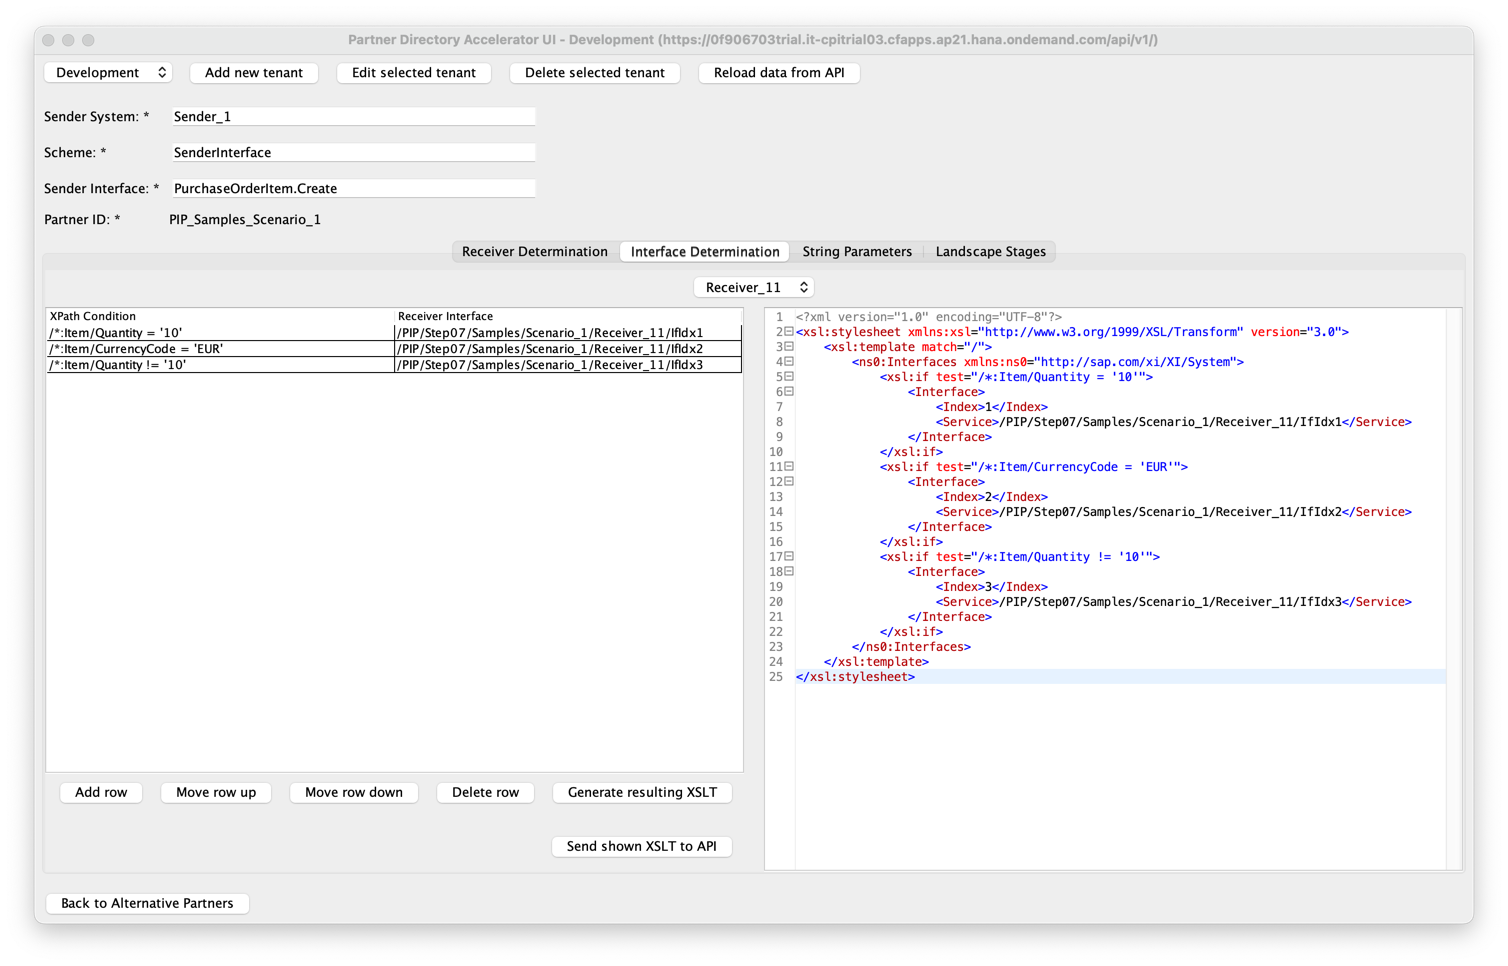 Partner Directory Accelerator UI - Development (https://0f906703trial.it-cpitrial03.cfapps.ap21.hana.ondemand.com/api/v1/)
Development Add new tenant Edit selected tenant Delete selected tenant Reload data from API
Sender System: * Sender_1
Scheme: * SenderInterface
Sender Interface: * PurchaseOrderItem.Create
Partner ID: * PIP_Samples_Scenario_1
Receiver Determination Interface Determination String Parameters Landscape Stages
Receiver_11
XPath Condition Receiver Interface
/*:Item/Quantity = '10' /PIP/Step07/Samples/Scenario_1/Receiver_11/IfIdx1
/*:Item/CurrencyCode = 'EUR' /PIP/Step07/Samples/Scenario_1/Receiver_11/IfIdx2
/*:Item/Quantity != '10' /PIP/Step07/Samples/Scenario_1/Receiver_11/IfIdx3
1 <?xml version="1.0" encoding="UTF-8"?>
2 <xsl:stylesheet xmlns:xsl="http://www.w3.org/1999/XSL/Transform" version="3.0">
3 <xsl:template match="/">
4 <ns0:Interfaces xmlns:ns0="http://sap.com/xi/XI/System">
5 <xsl:if test="/*:Item/Quantity = '10'">
6 <Interface>
7 <Index>1</Index>
8 <Service>/PIP/Step07/Samples/Scenario_1/Receiver_11/IfIdx1</Service>
9 </Interface>
10 </xsl:if>
11 <xsl:if test="/*:Item/CurrencyCode = 'EUR'">
12 <Interface>
13 <Index>2</Index>
14 <Service>/PIP/Step07/Samples/Scenario_1/Receiver_11/IfIdx2</Service>
15 </Interface>
16 </xsl:if>
17 <xsl:if test="/*:Item/Quantity != '10'">
18 <Interface>
19 <Index>3</Index>
20 <Service>/PIP/Step07/Samples/Scenario_1/Receiver_11/IfIdx3</Service>
21 </Interface>
22 </xsl:if>
23 </ns0:Interfaces>
24 </xsl:template>
25 </xsl:stylesheet>
Add row Move row up Move row down Delete row Generate resulting XSLT
Send shown XSLT to API
Back to Alternative Partners